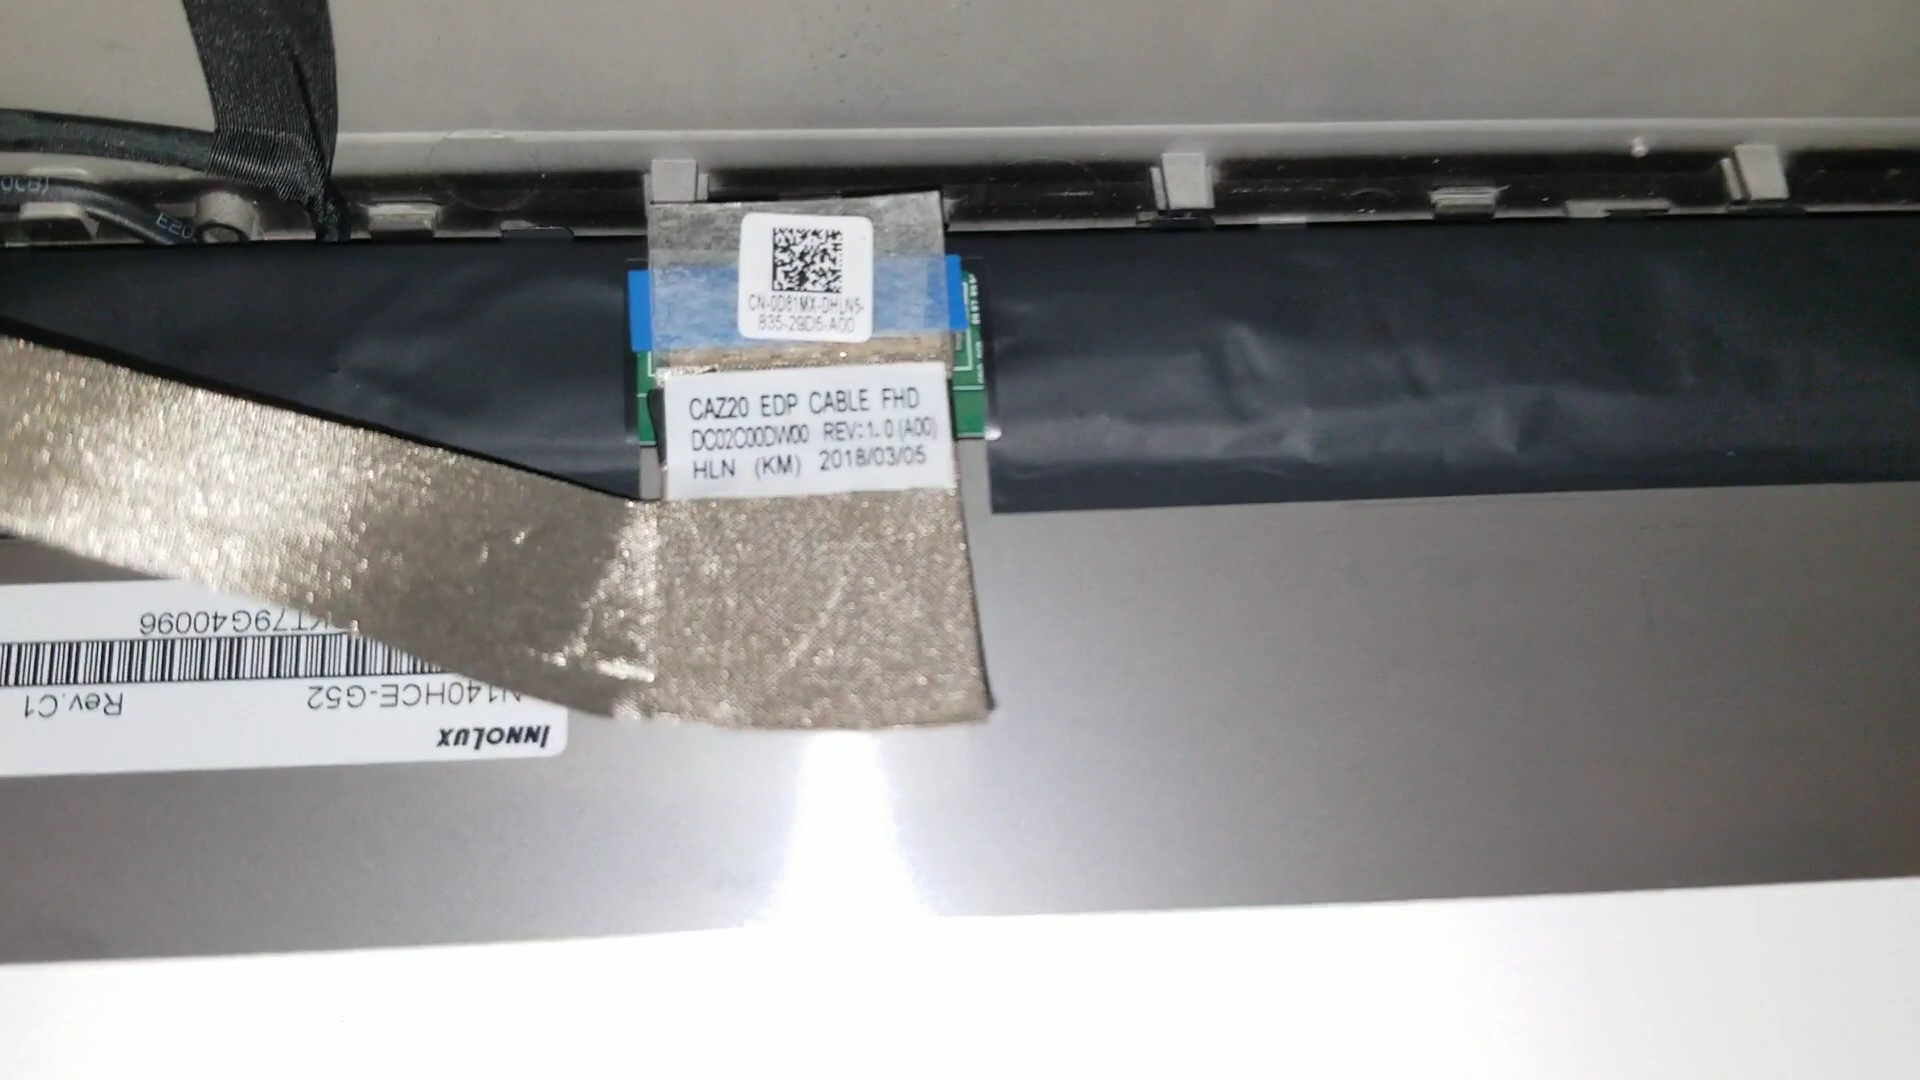 CN-0D81MX-DHLN5-
835-29D5-A00
CAZ20 EDP CABLE FHD
DC02C00DW00 REV:1.0(A00)
HLN (KM) 2018/03/05
INNOLUX
N140HCE-G52 Rev.C1
KT79G40096